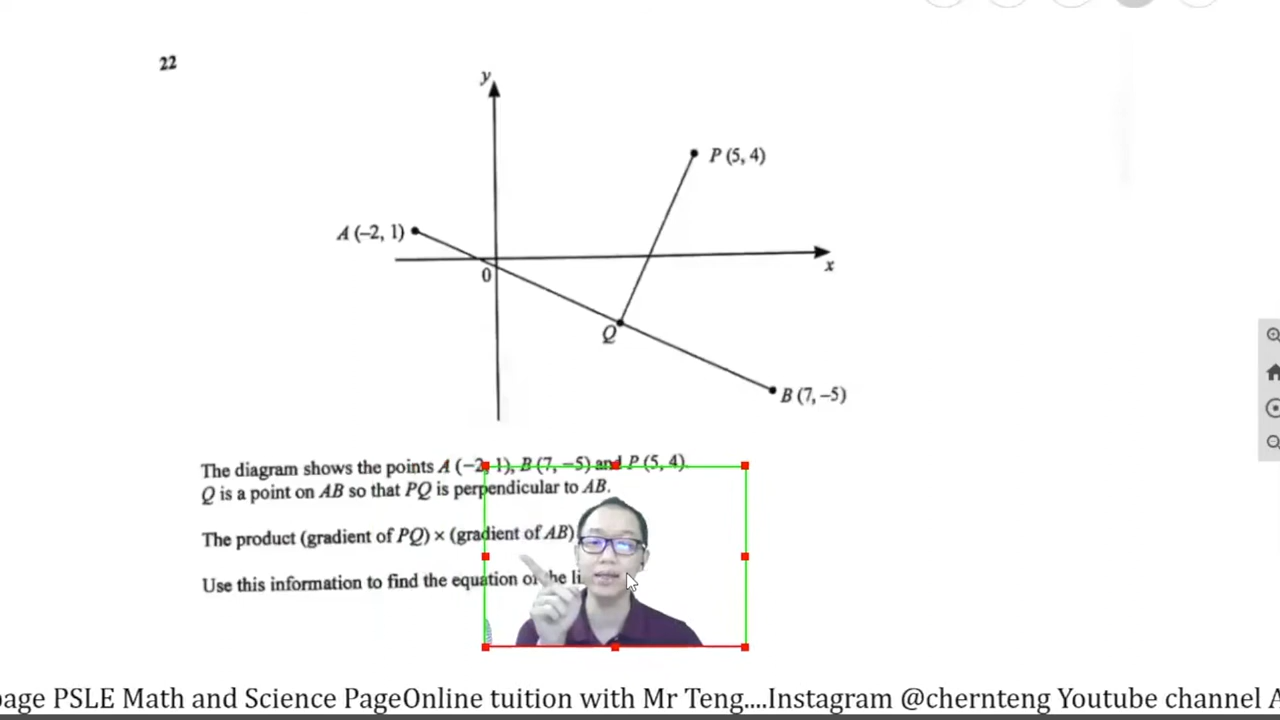 22
y
P (5, 4)
A (–2, 1)
0
x
Q
B (7, –5)
The diagram shows the points A (–2, 1), B (7, –5) and P (5, 4).
Q is a point on AB so that PQ is perpendicular to AB.
The product (gradient of PQ) × (gradient of AB)
Use this information to find the equation of the
page PSLE Math and Science PageOnline tuition with Mr Teng....Instagram @chernteng Youtube channel